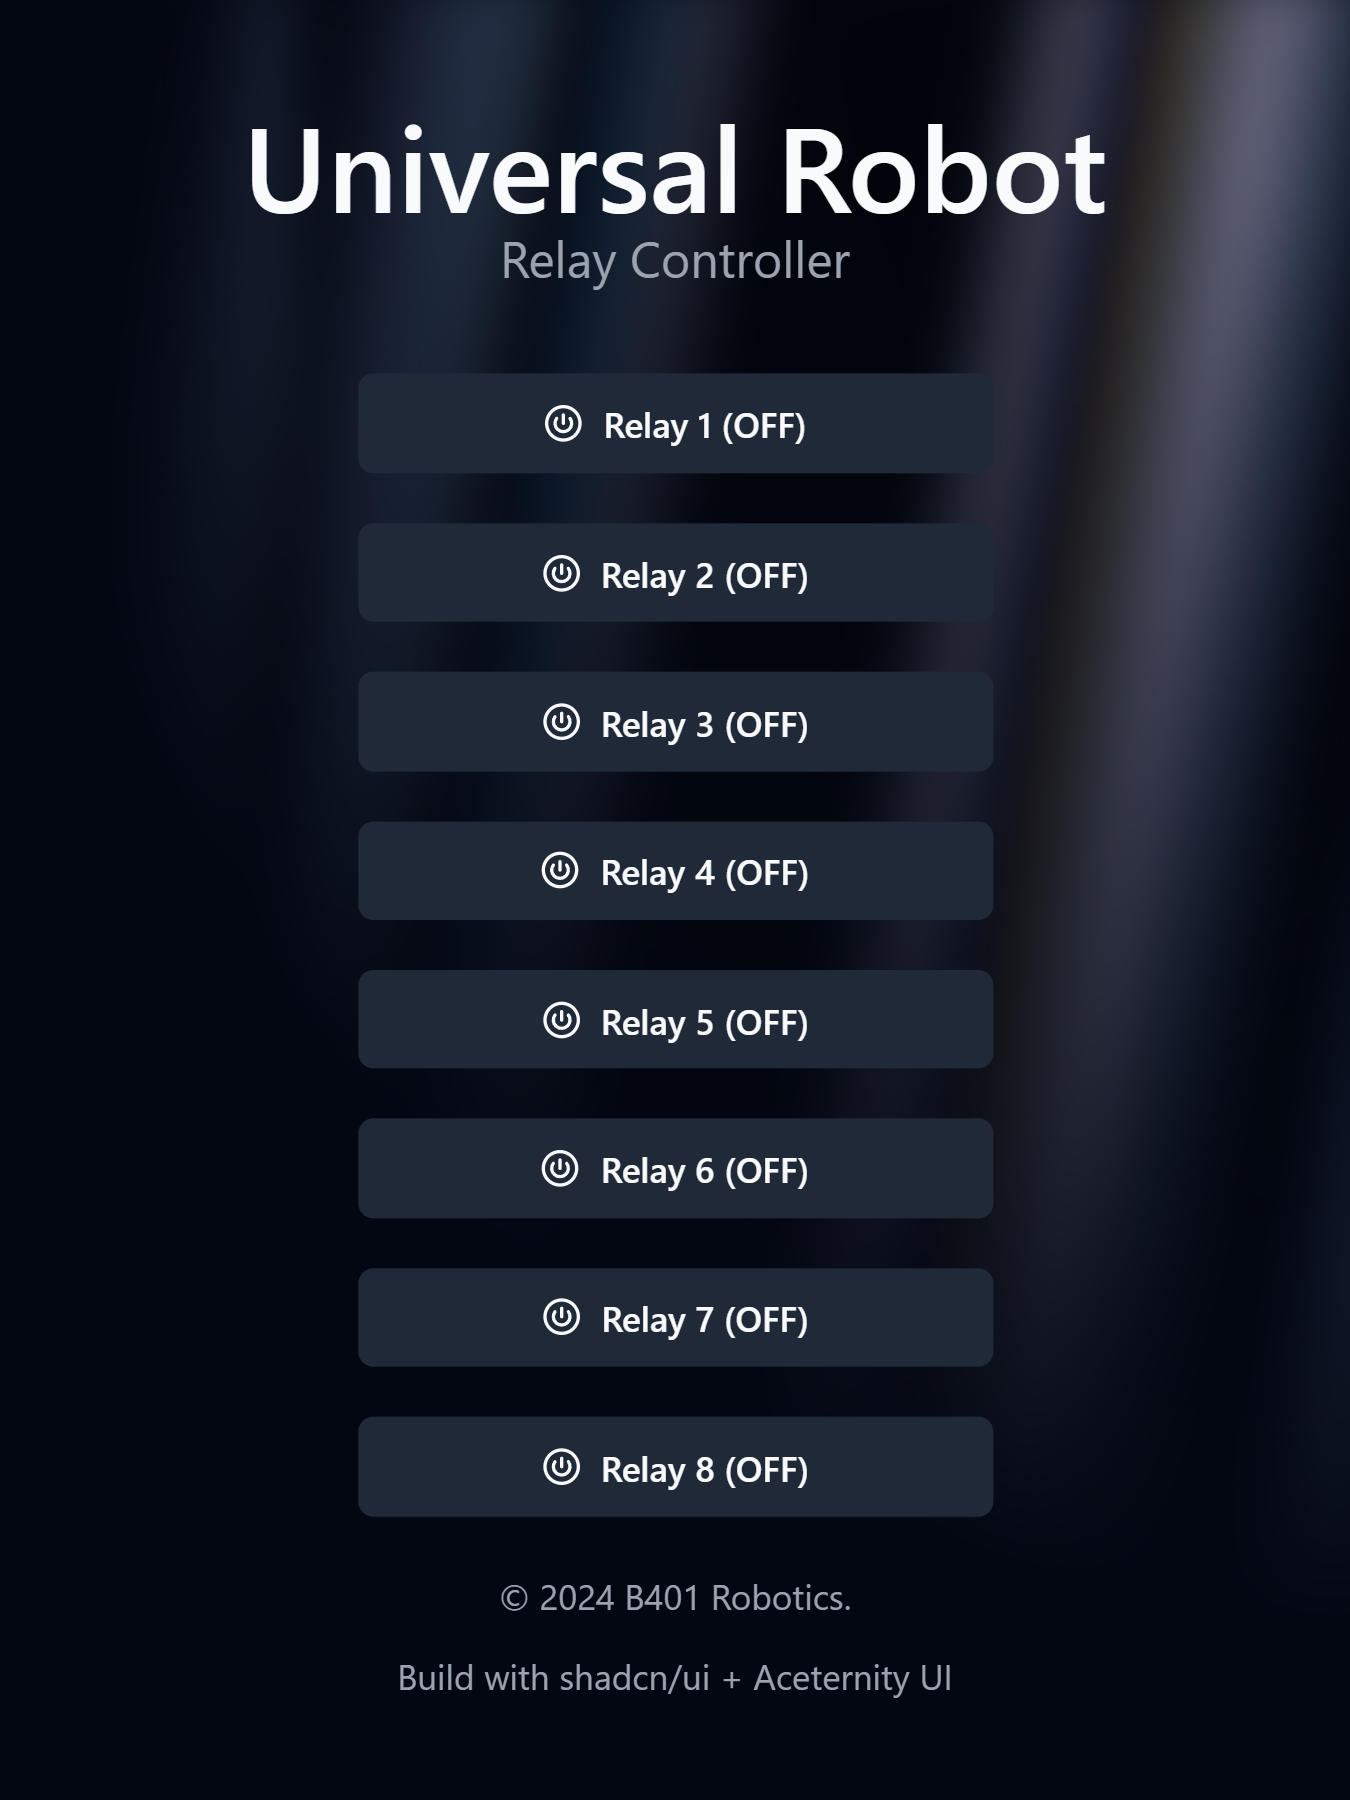 Universal Robot
Relay Controller
Relay 1 (OFF)
Relay 2 (OFF)
Relay 3 (OFF)
Relay 4 (OFF)
Relay 5 (OFF)
Relay 6 (OFF)
Relay 7 (OFF)
Relay 8 (OFF)
© 2024 B401 Robotics.
Build with shadcn/ui + Aceternity UI